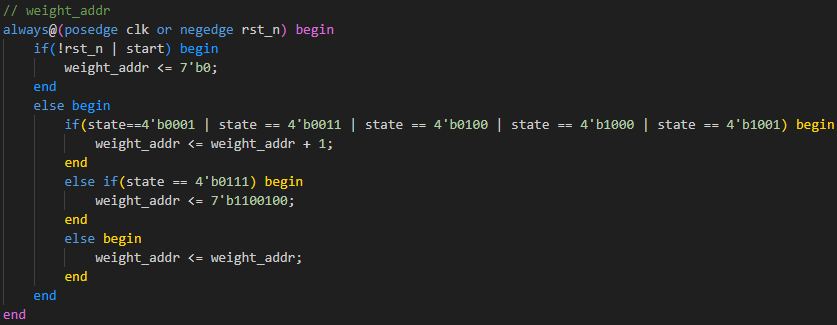 // weight_addr
always@(posedge clk or negedge rst_n) begin
    if(!rst_n | start) begin
        weight_addr <= 7'b0;
    end
    else begin
        if(state==4'b0001 | state == 4'b0011 | state == 4'b0100 | state == 4'b1000 | state == 4'b1001) begin
            weight_addr <= weight_addr + 1;
        end
        else if(state == 4'b0111) begin
            weight_addr <= 7'b1100100;
        end
        else begin
            weight_addr <= weight_addr;
        end
    end
end